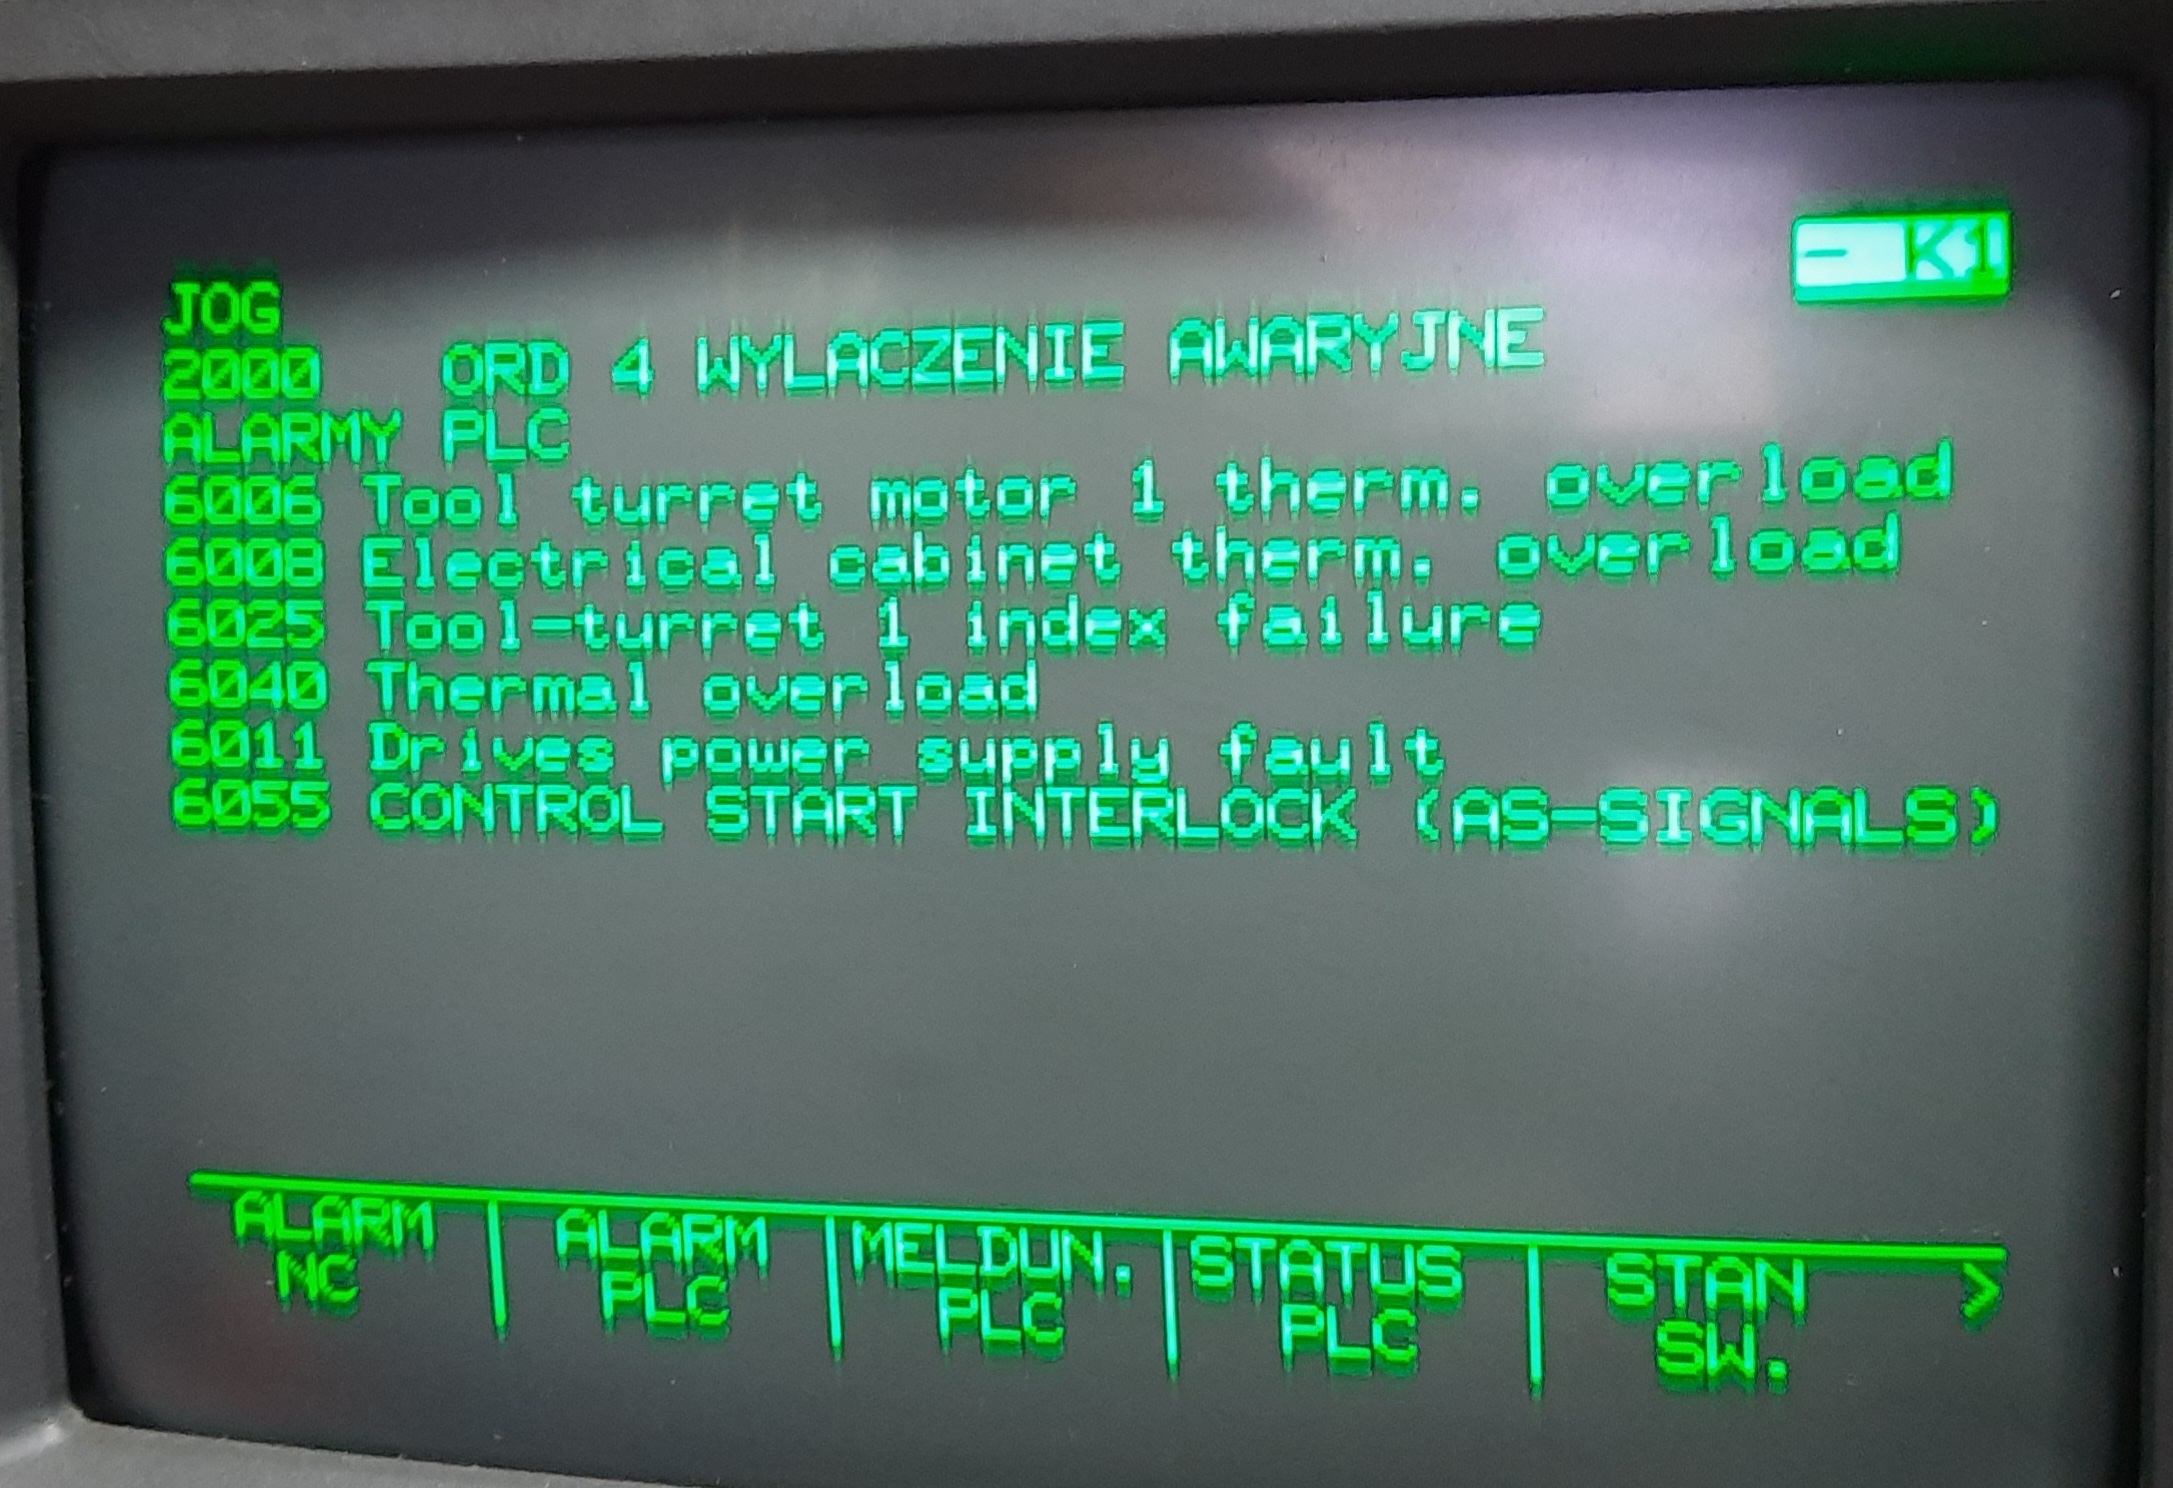 - K1
JOG
2000 ORD 4 WYLACZENIE AWARYJNE
ALARMY PLC
6006 Tool turret motor 1 therm. overload
6008 Electrical cabinet therm. overload
6025 Tool-turret 1 index failure
6040 Thermal overload
6011 Drives power supply fault
6055 CONTROL START INTERLOCK (AS-SIGNALS)
ALARM NC
ALARM PLC
MELDUN. PLC
STATUS PLC
STAN SW.
>